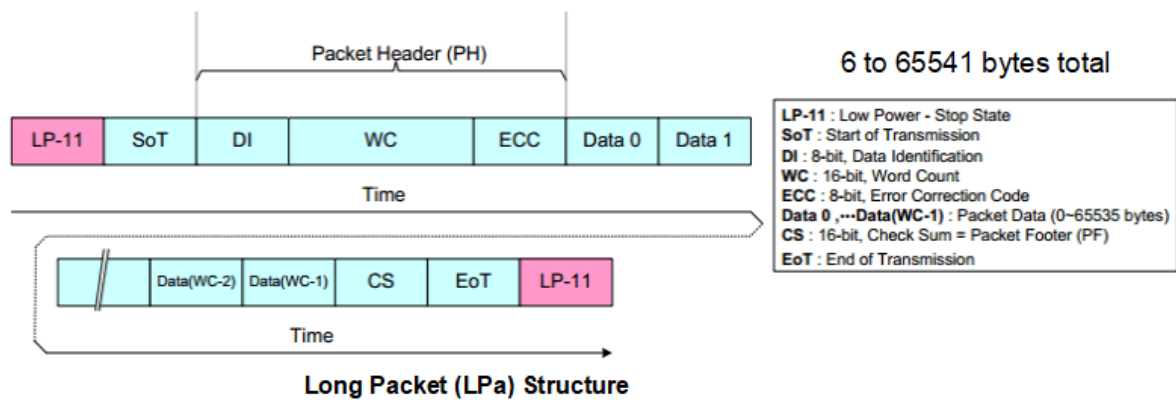 Packet Header (PH)
6 to 65541 bytes total
LP-11 SoT DI WC ECC Data 0 Data 1
Time
LP-11 : Low Power - Stop State
SoT : Start of Transmission
DI : 8-bit, Data Identification
WC : 16-bit, Word Count
ECC : 8-bit, Error Correction Code
Data 0 ,···Data(WC-1) : Packet Data (0~65535 bytes)
CS : 16-bit, Check Sum = Packet Footer (PF)
EoT : End of Transmission
Data(WC-2) Data(WC-1) CS EoT LP-11
Time
Long Packet (LPa) Structure